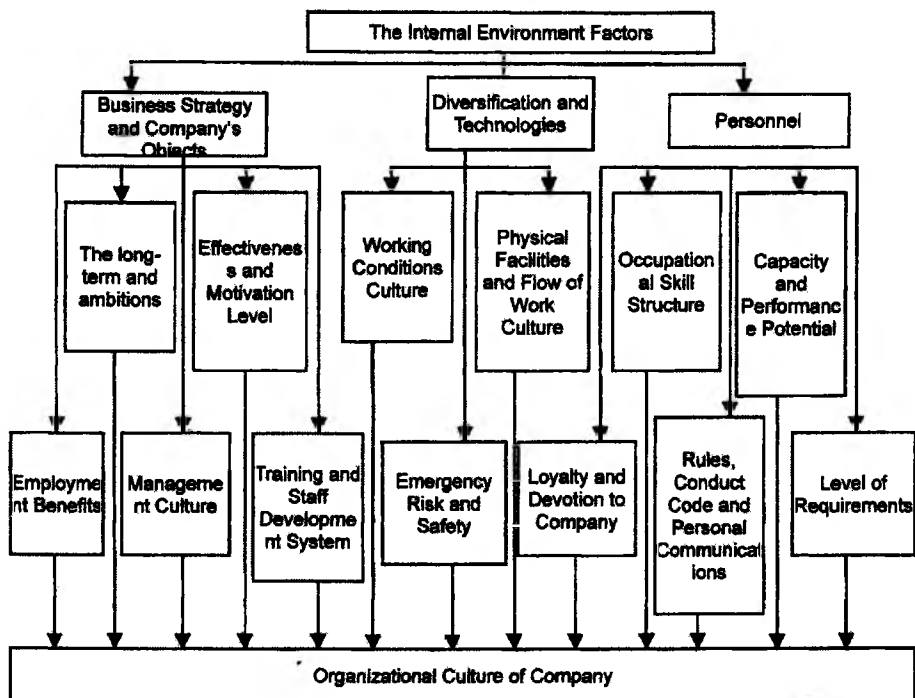 The Internal Environment Factors
Business Strategy
and Company's
Objects
Diversification and
Technologies
Personnel
The long-
term and
ambitions
Effectivenes
s and
Motivation
Level
Working
Conditions
Culture
Physical
Facilities
and Flow of
Work
Culture
Occupation
al Skill
Structure
Capacity
and
Performanc
e Potential
Employme
nt Benefits
Manageme
nt Culture
Training and
Staff
Developme
nt System
Emergency
Risk and
Safety
Loyalty and
Devotion to
Company
Rules,
Conduct
Code and
Personal
Communicat
ions
Level of
Requirements
Organizational Culture of Company